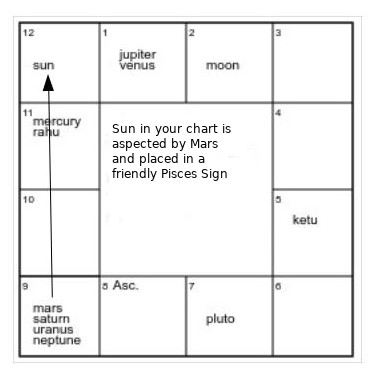 12
1
2
3
sun
jupiter
venus
moon
11
mercury
rahu
Sun in your chart is
aspected by Mars
and placed in a
friendly Pisces Sign
4
10
5
ketu
9
mars
saturn
uranus
neptune
8 Asc.
7
pluto
6